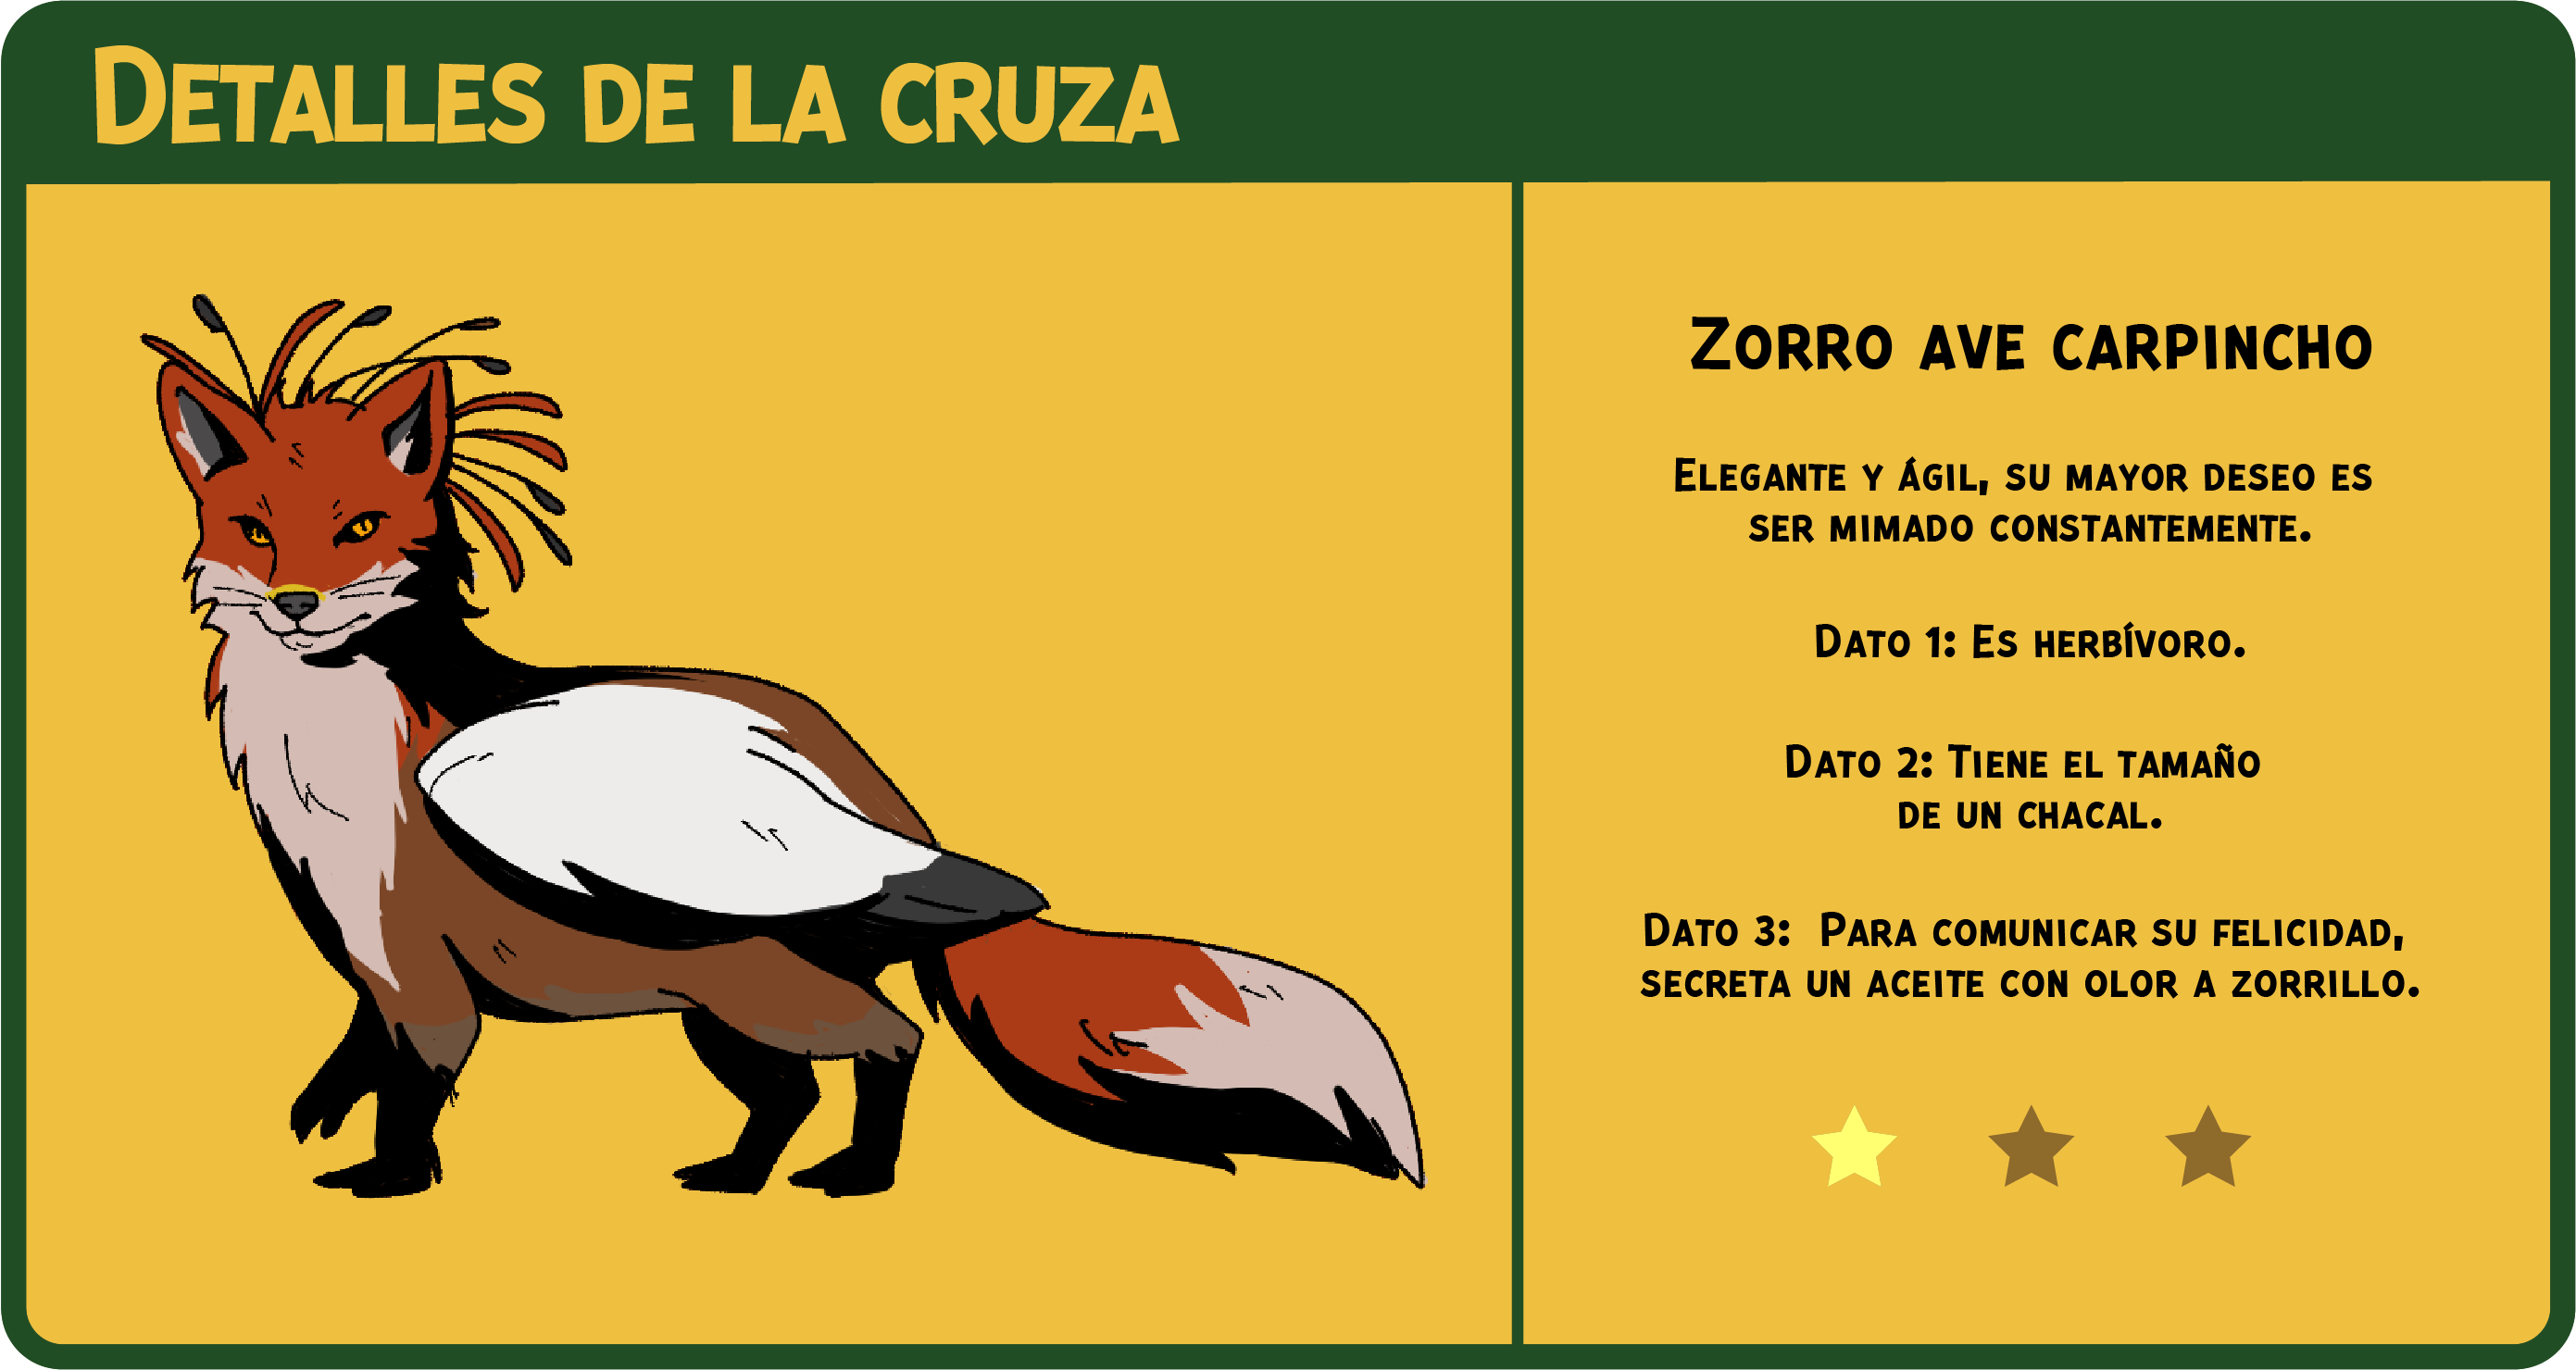 Detalles de la cruza
Zorro ave carpincho
Elegante y ágil, su mayor deseo es
ser mimado constantemente.
Dato 1: Es herbívoro.
Dato 2: Tiene el tamaño
de un chacal.
Dato 3: Para comunicar su felicidad,
secreta un aceite con olor a zorrillo.